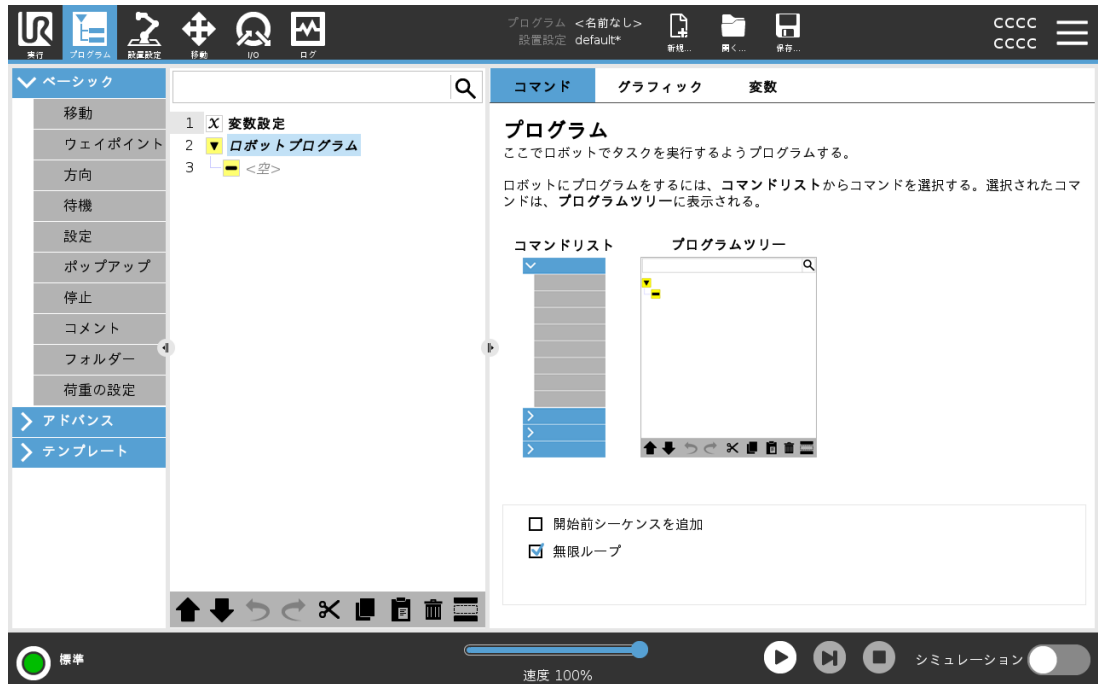 プログラム <名前なし>
設置設定 default*
CCCC
CCCC
実行
プログラム
設置設定
移動
I/O
ログ
新規...
開く...
保存...
ベーシック
移動
ウェイポイント
方向
待機
設定
ポップアップ
停止
コメント
フォルダー
荷重の設定
アドバンス
テンプレート
1 X 変数設定
2 ロボットプログラム
3 <空>
コマンド グラフィック 変数
プログラム
ここでロボットでタスクを実行するようプログラムする。
ロボットにプログラムをするには、コマンドリストからコマンドを選択する。選択されたコマ
ンドは、プログラムツリーに表示される。
コマンドリスト プログラムツリー
開始前シーケンスを追加
無限ループ
標準
速度 100%
シミュレーション